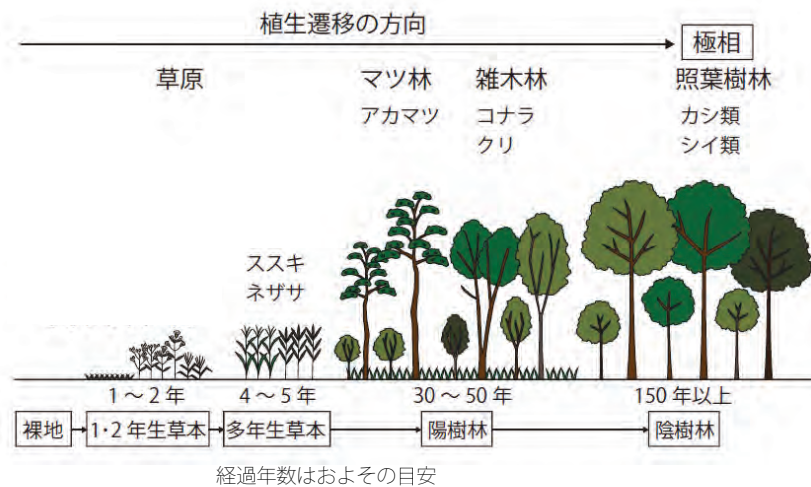 植生遷移の方向
極相
草原
マツ林
雑木林
照葉樹林
アカマツ
コナラ
クリ
カシ類
シイ類
ススキ
ネザサ
1～2年
4～5年
30～50年
150年以上
裸地
1･2年生草本
多年生草本
陽樹林
陰樹林
経過年数はおよその目安